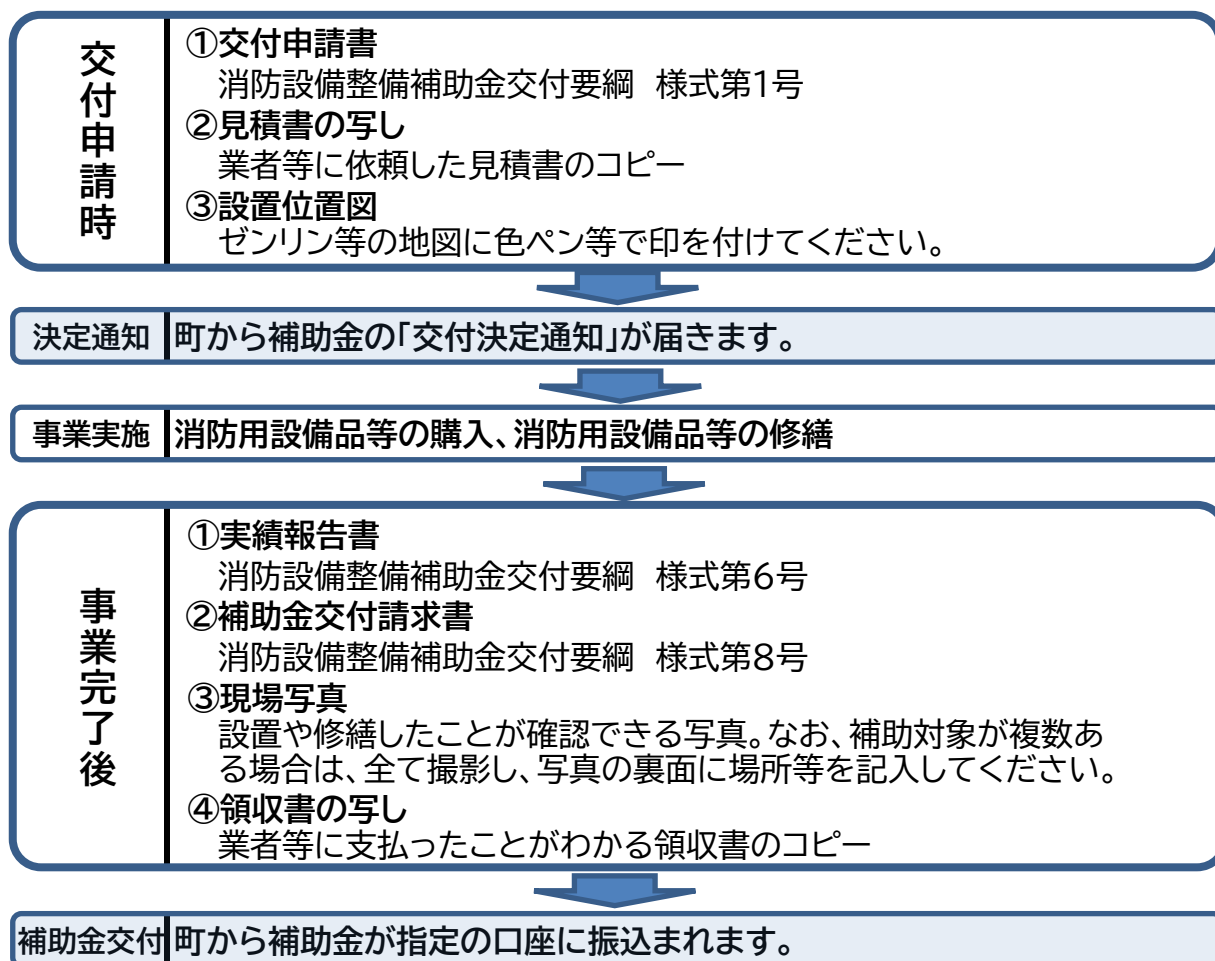 交付申請時
①交付申請書
消防設備整備補助金交付要綱 様式第1号
②見積書の写し
業者等に依頼した見積書のコピー
③設置位置図
ゼンリン等の地図に色ペン等で印を付けてください。
決定通知
町から補助金の「交付決定通知」が届きます。
事業実施
消防用設備品等の購入、消防用設備品等の修繕
事業完了後
①実績報告書
消防設備整備補助金交付要綱 様式第6号
②補助金交付請求書
消防設備整備補助金交付要綱 様式第8号
③現場写真
設置や修繕したことが確認できる写真。なお、補助対象が複数あ
る場合は、全て撮影し、写真の裏面に場所等を記入してください。
④領収書の写し
業者等に支払ったことがわかる領収書のコピー
補助金交付
町から補助金が指定の口座に振込まれます。